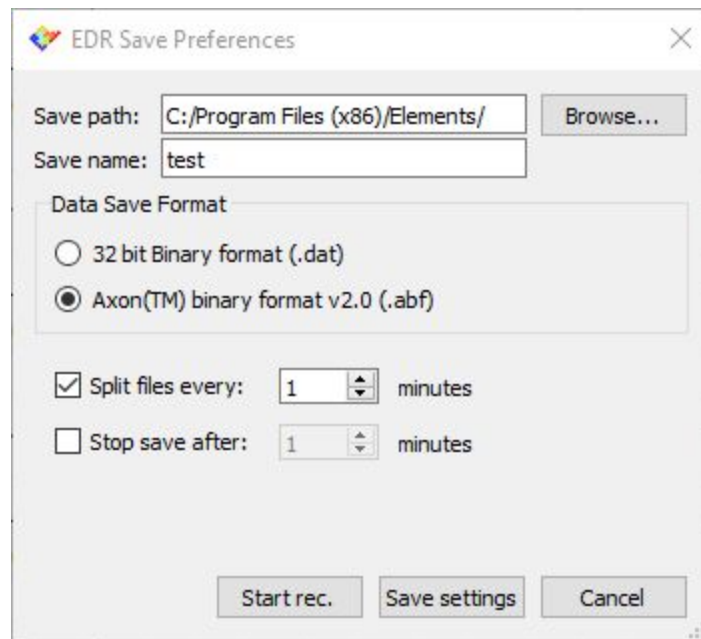 EDR Save Preferences
Save path: C:/Program Files (x86)/Elements/ Browse...
Save name: test
Data Save Format
32 bit Binary format (.dat)
Axon(TM) binary format v2.0 (.abf)
Split files every: 1 minutes
Stop save after: 1 minutes
Start rec. Save settings Cancel